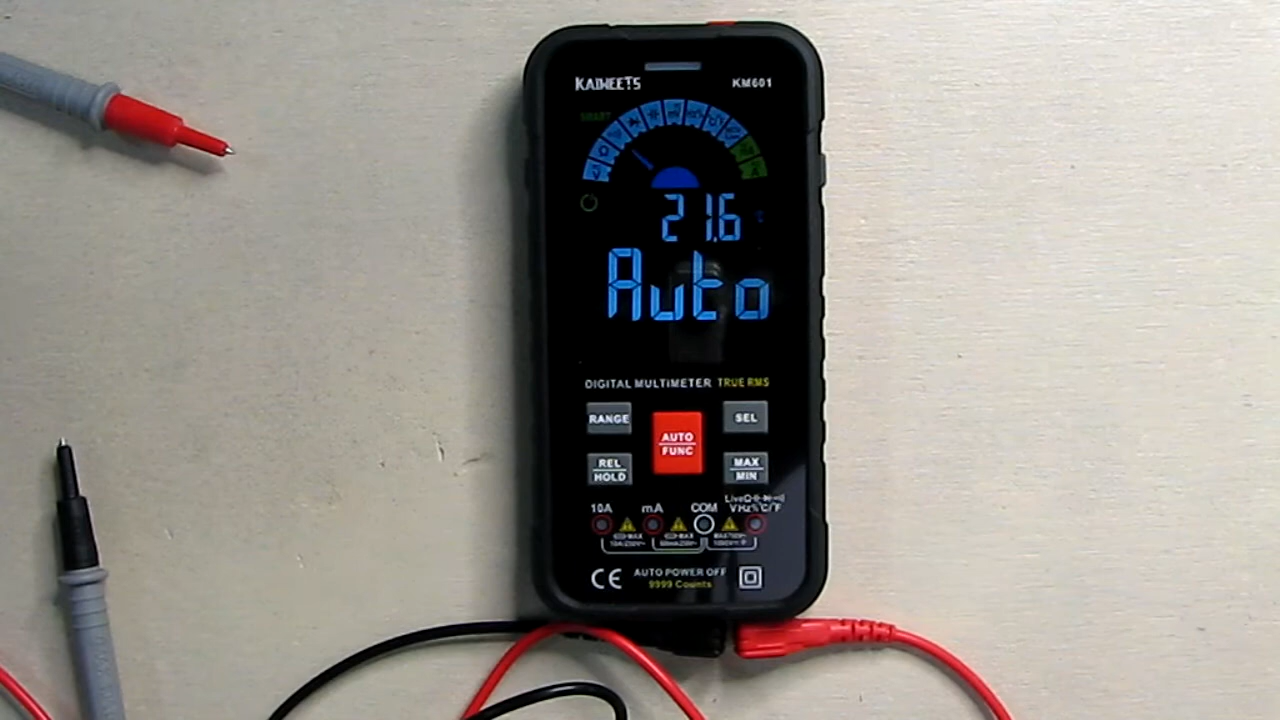 KAIWEETS KM601
SMART
21.6
Auto
DIGITAL MULTIMETER TRUE RMS
RANGE
SEL
AUTO
FUNC
REL
HOLD
MAX
MIN
10A mA COM
CE
AUTO POWER OFF
9999 Counts